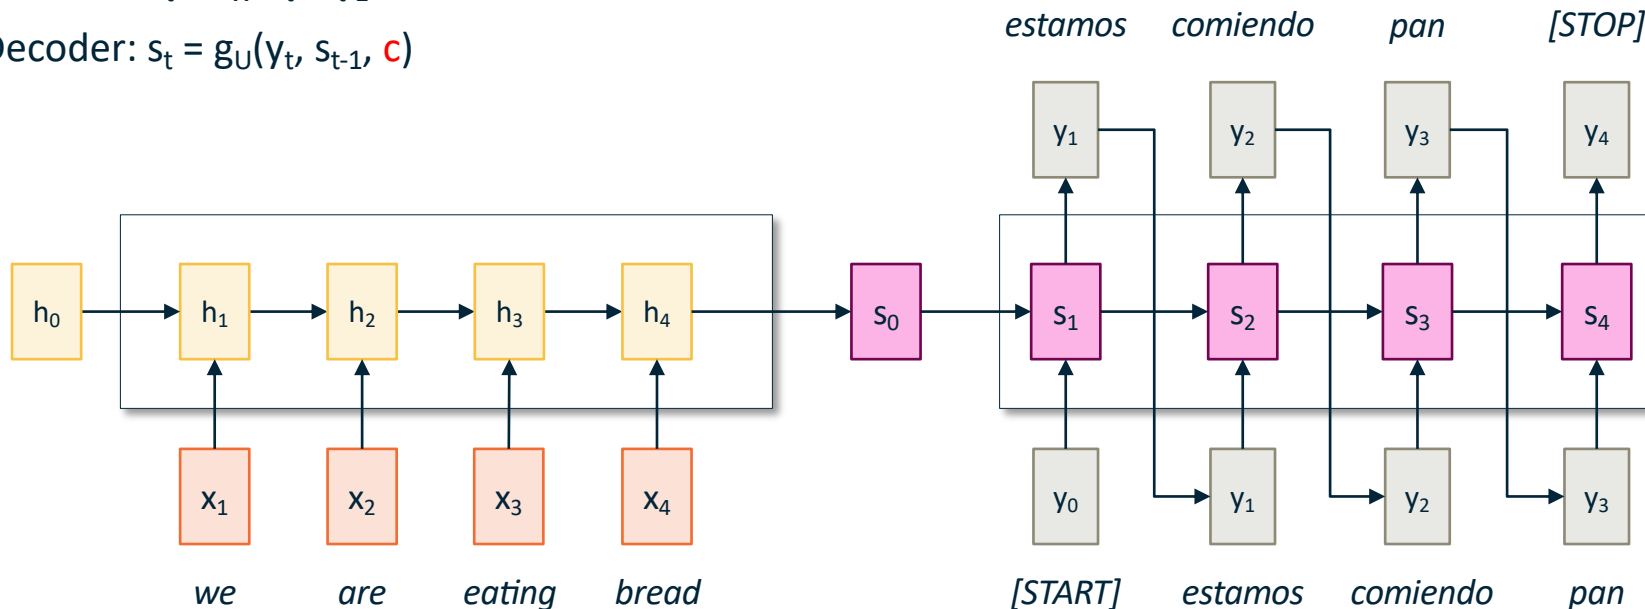 Decoder: sₜ = gU(yₜ, sₜ₋₁, c)
estamos comiendo pan [STOP]
y₁ y₂ y₃ y₄
h₀ h₁ h₂ h₃ h₄ s₀ s₁ s₂ s₃ s₄
x₁ x₂ x₃ x₄ y₀ y₁ y₂ y₃
we are eating bread [START] estamos comiendo pan